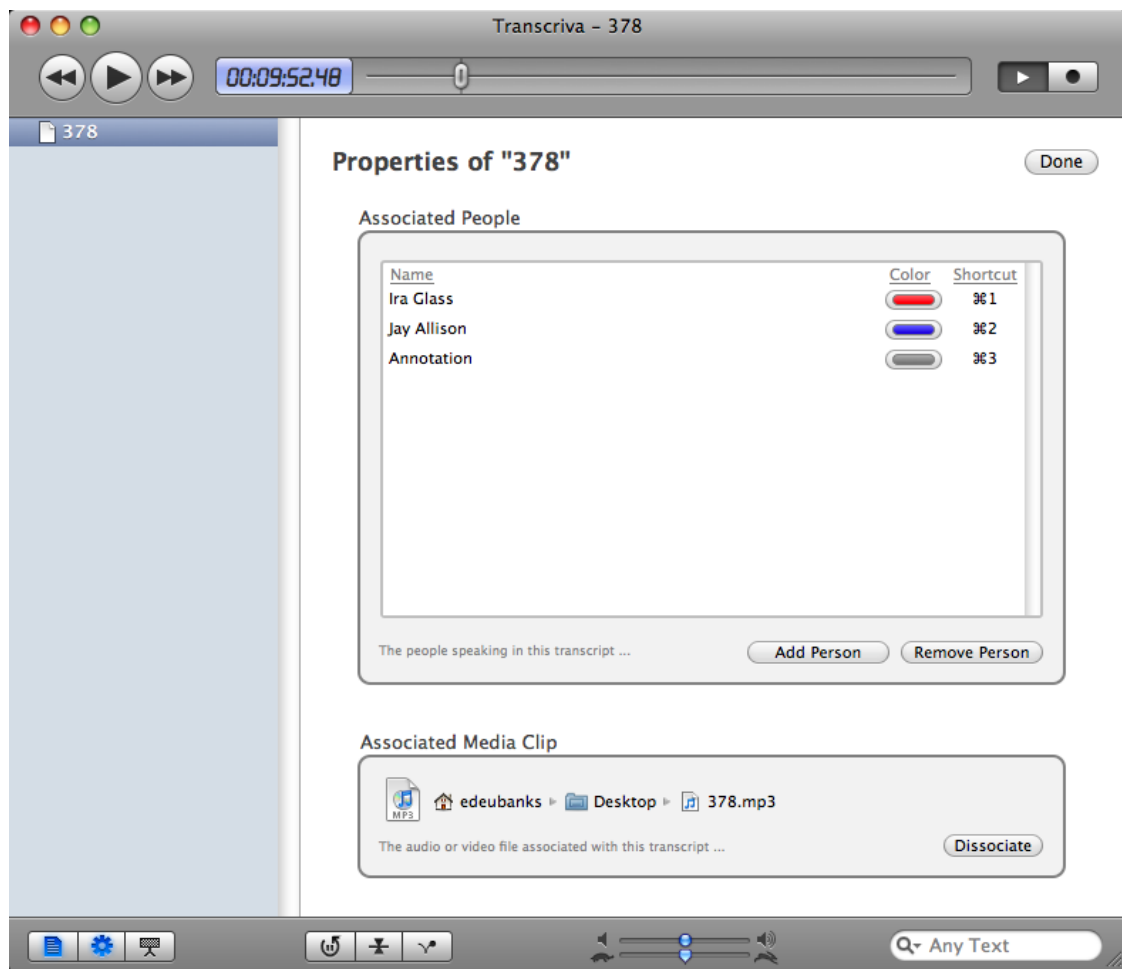 Transcriva – 378
00:09:52.48
378
Properties of "378"
Done
Associated People
Name Color Shortcut
Ira Glass ⌘1
Jay Allison ⌘2
Annotation ⌘3
The people speaking in this transcript ...
Add Person
Remove Person
Associated Media Clip
MP3
edeubanks ▸ Desktop ▸ 378.mp3
The audio or video file associated with this transcript ...
Dissociate
Any Text